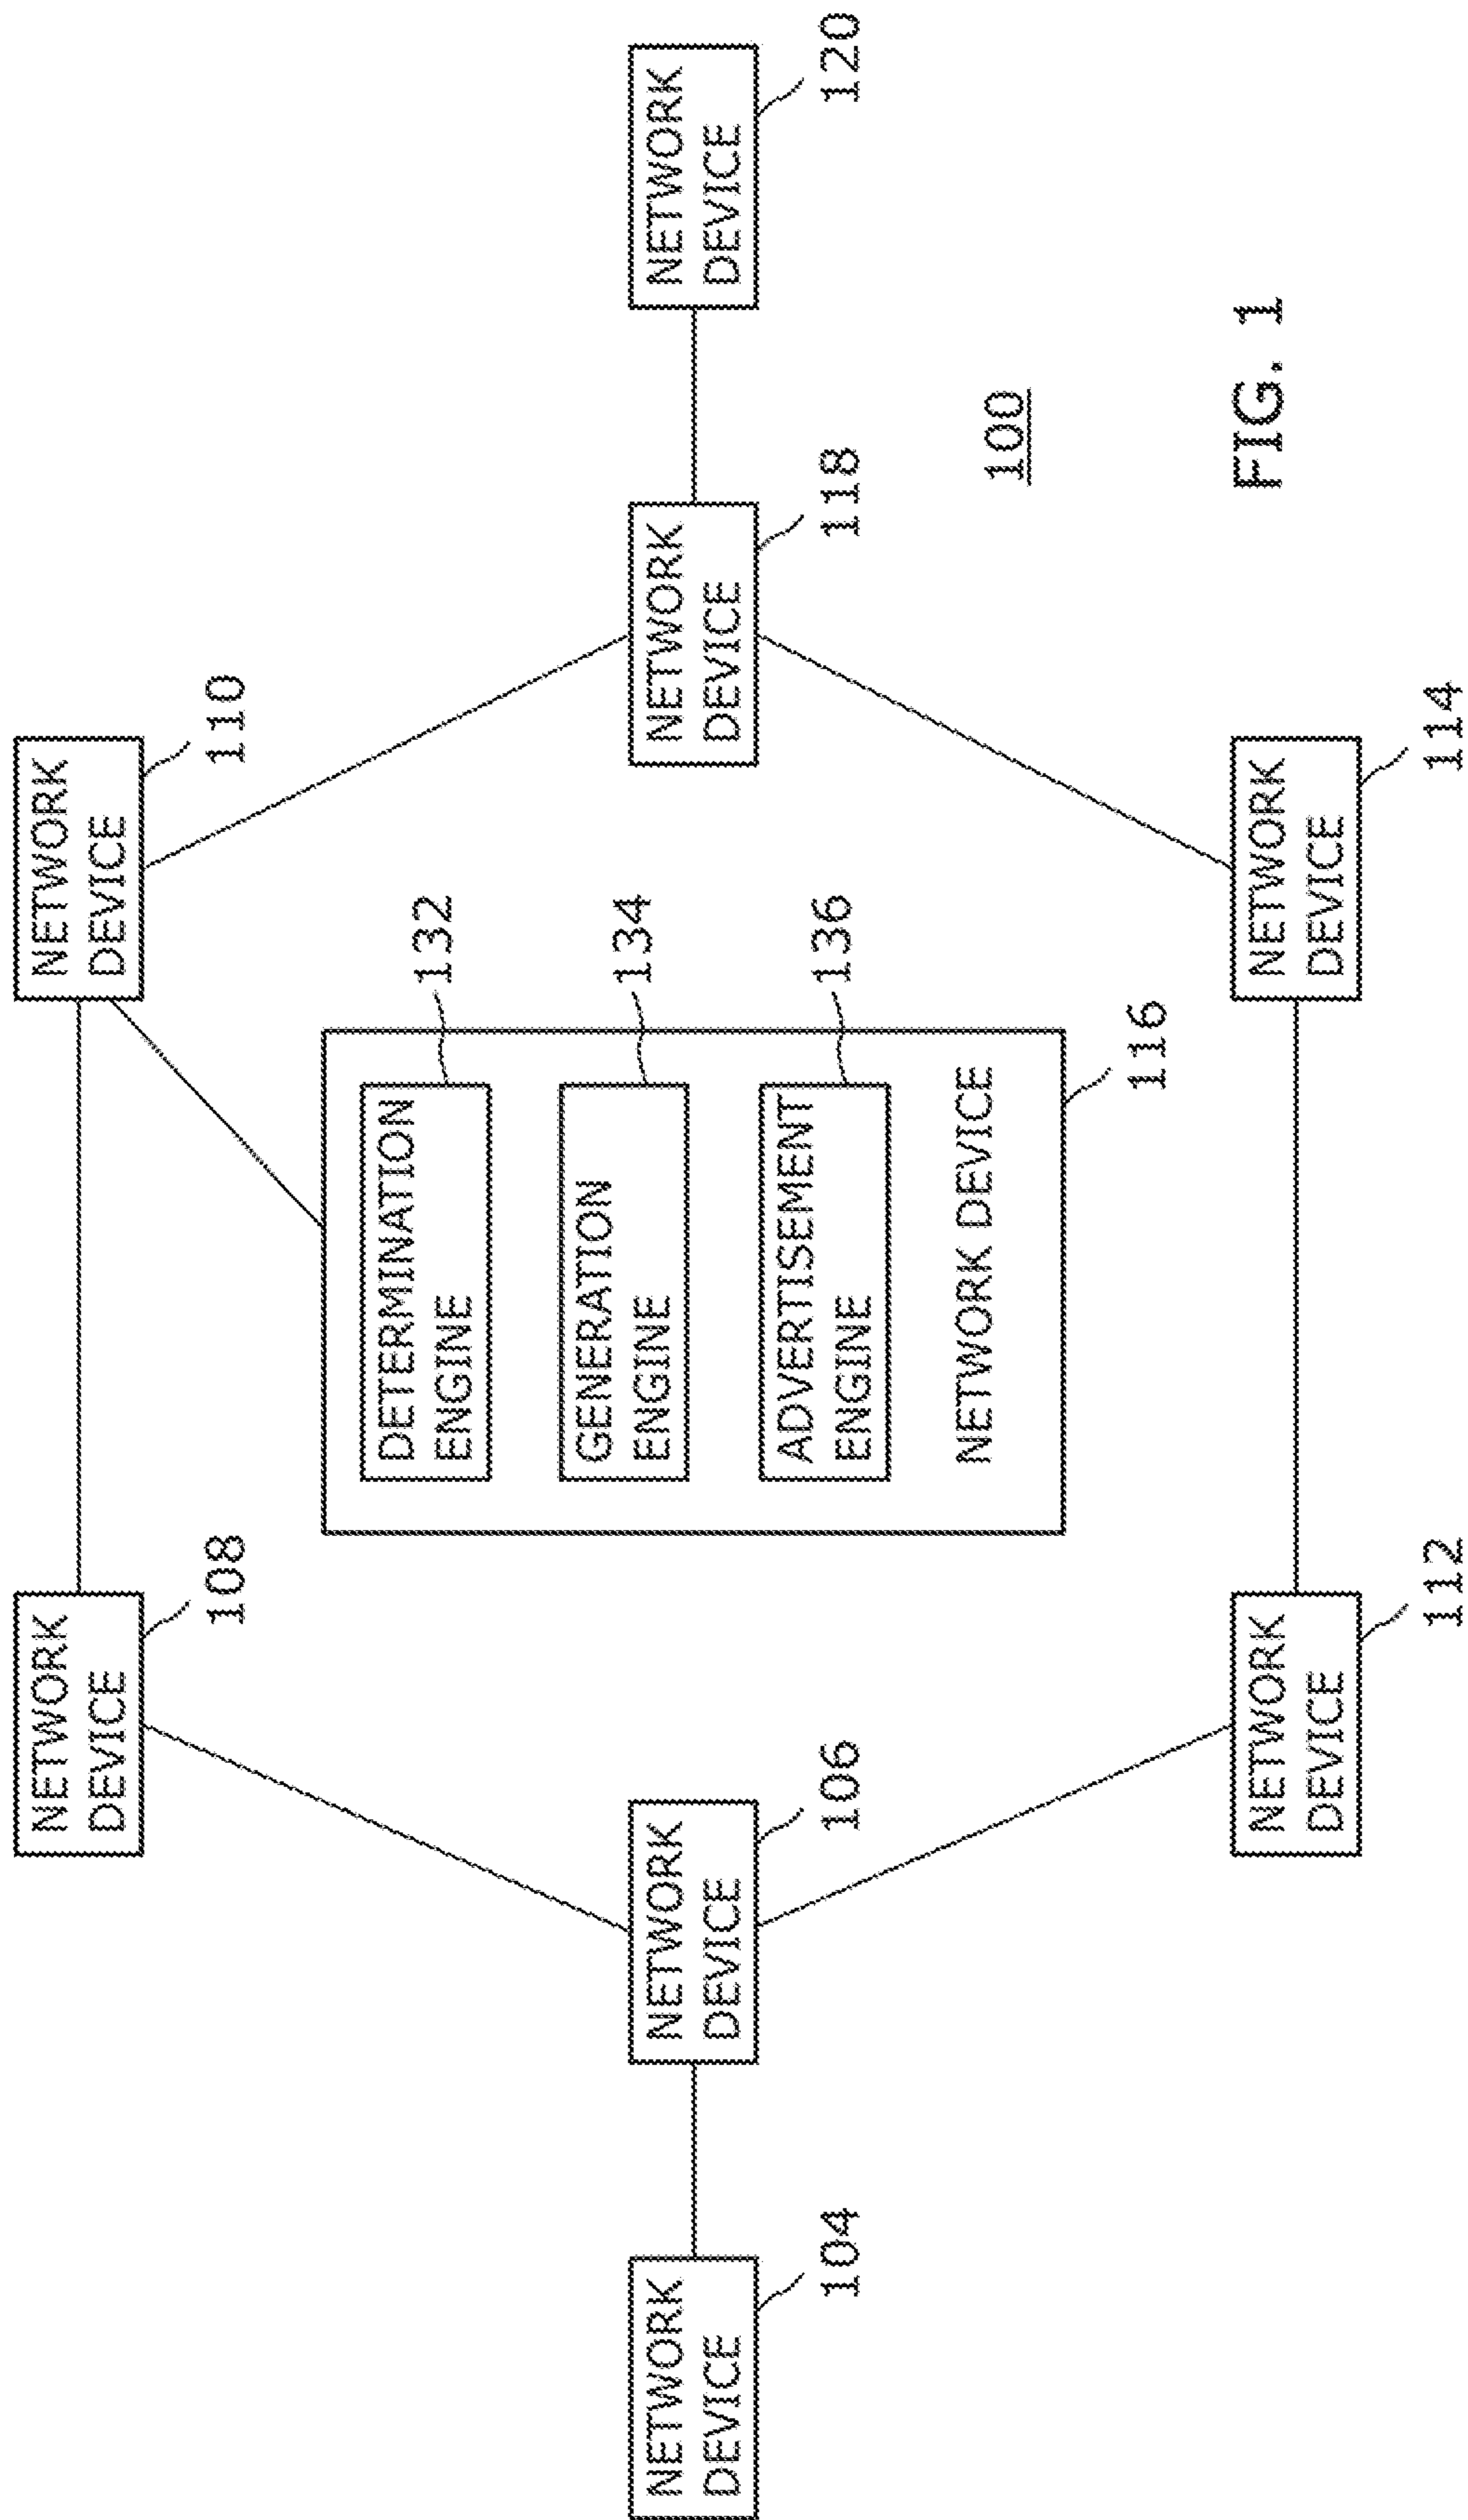 NETWORK
DEVICE
108
NETWORK
DEVICE
110
DETERMINATION
ENGINE
132
GENERATION
ENGINE
134
ADVERTISEMENT
ENGINE
136
NETWORK DEVICE
116
NETWORK
DEVICE
104
NETWORK
DEVICE
106
NETWORK
DEVICE
118
NETWORK
DEVICE
120
NETWORK
DEVICE
112
NETWORK
DEVICE
114
100
FIG. 1